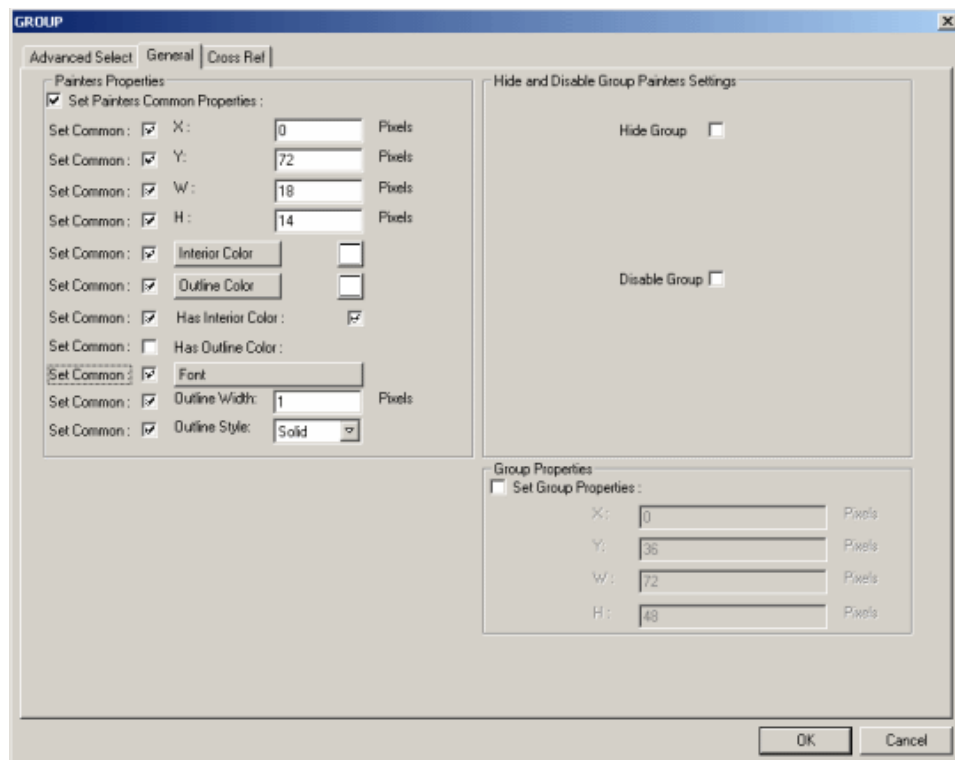 GROUP
Advanced Select General Cross Ref
Painters Properties
Set Painters Common Properties :
Set Common : X : 0 Pixels
Set Common : Y: 72 Pixels
Set Common : W : 18 Pixels
Set Common : H : 14 Pixels
Set Common : Interior Color
Set Common : Outline Color
Set Common : Has Interior Color :
Set Common : Has Outline Color :
Set Common : Font
Set Common : Outline Width: 1 Pixels
Set Common : Outline Style: Solid
Hide and Disable Group Painters Settings
Hide Group
Disable Group
Group Properties
Set Group Properties :
X : 0 Pixels
Y: 36 Pixels
W : 72 Pixels
H : 48 Pixels
OK Cancel